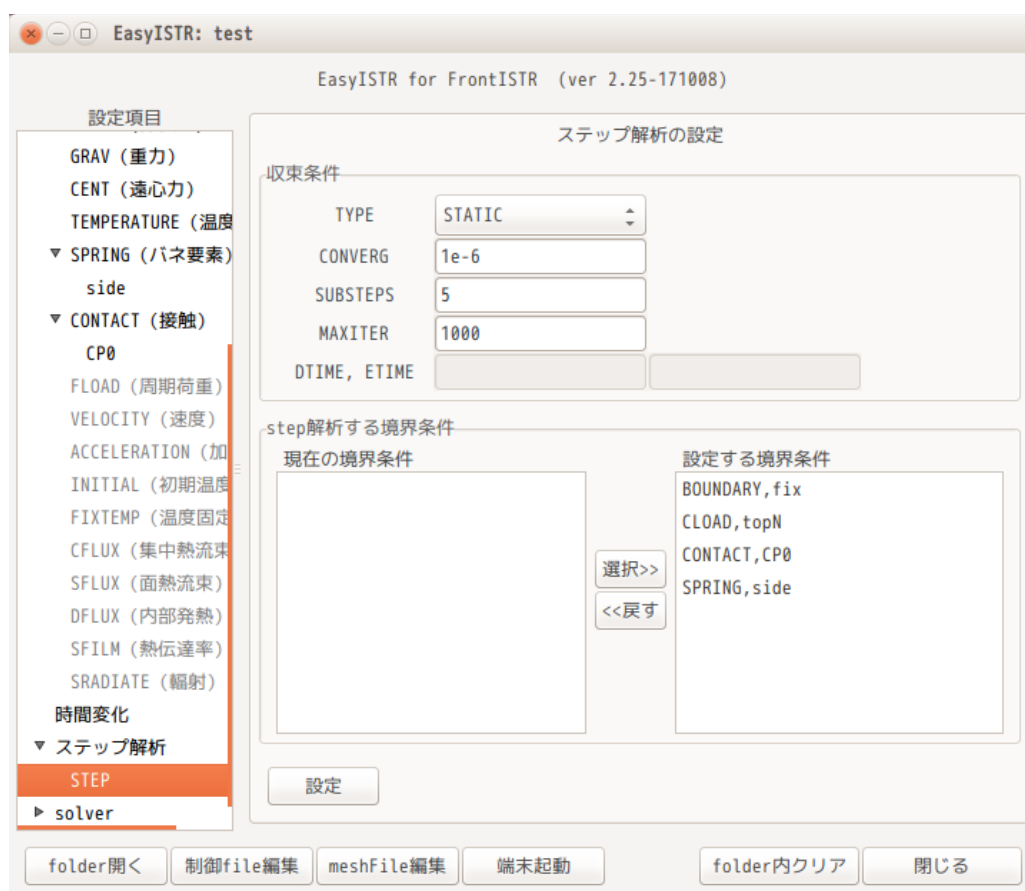 EasyISTR: test
EasyISTR for FrontISTR (ver 2.25-171008)
設定項目
GRAV (重力)
CENT (遠心力)
TEMPERATURE (温度
SPRING (バネ要素)
side
CONTACT (接触)
CP0
FLOAD (周期荷重)
VELOCITY (速度)
ACCELERATION (加
INITIAL (初期温度
FIXTEMP (温度固定
CFLUX (集中熱流束
SFLUX (面熱流束)
DFLUX (内部発熱)
SFILM (熱伝達率)
SRADIATE (輻射)
時間変化
ステップ解析
STEP
solver
ステップ解析の設定
収束条件
TYPE STATIC
CONVERG 1e-6
SUBSTEPS 5
MAXITER 1000
DTIME, ETIME
step解析する境界条件
現在の境界条件
選択>>
<<戻す
設定する境界条件
BOUNDARY,fix
CLOAD,topN
CONTACT,CP0
SPRING,side
設定
folder開く 制御file編集 meshFile編集 端末起動 folder内クリア 閉じる